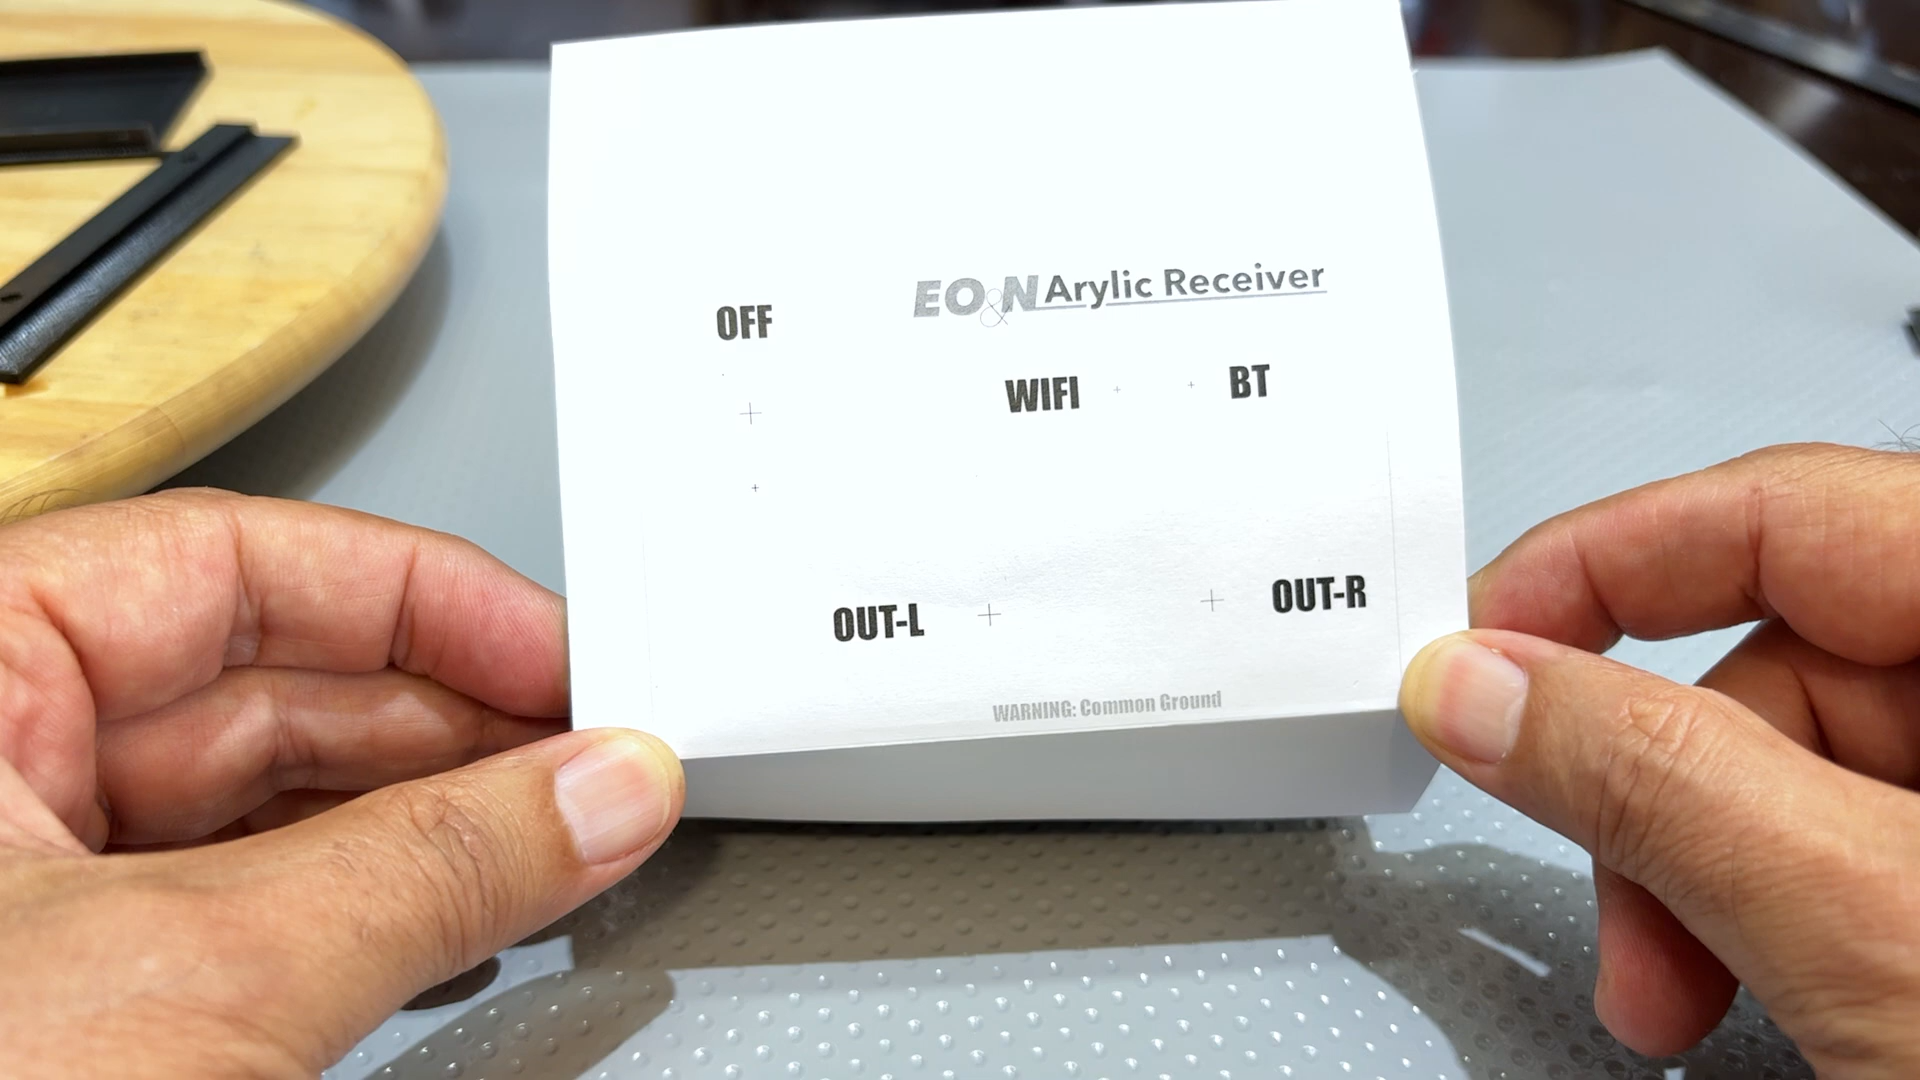 EO&N Arylic Receiver
OFF
WIFI
BT
OUT-L
OUT-R
WARNING: Common Ground